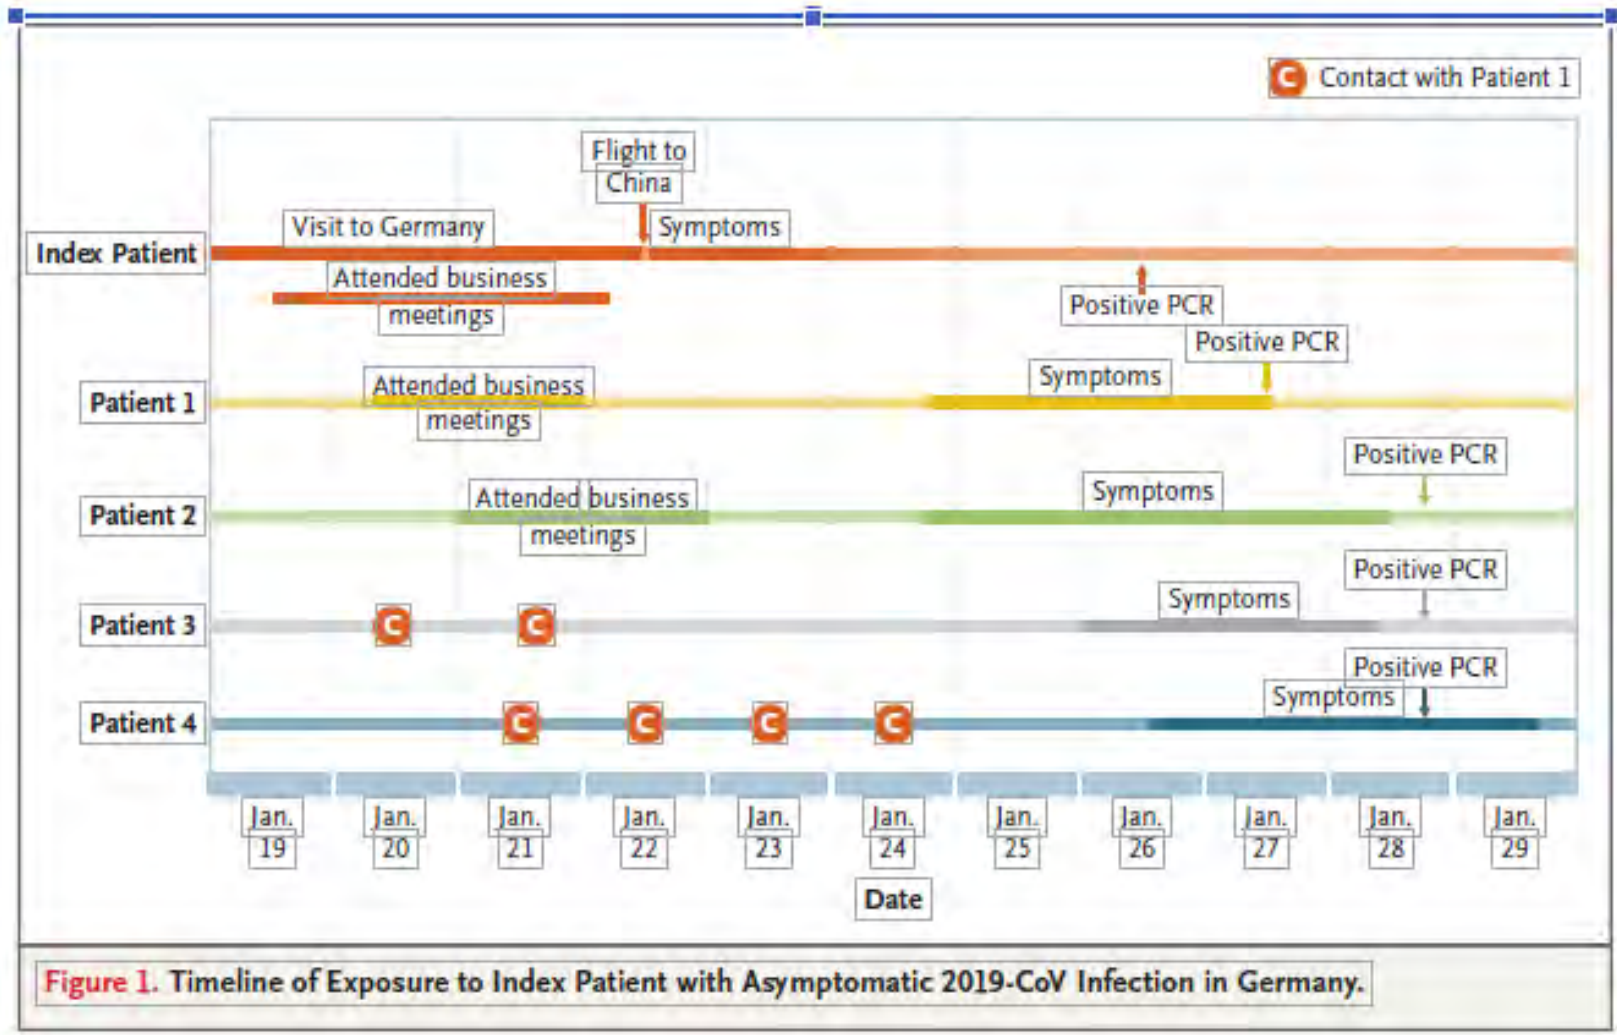 C Contact with Patient 1
Flight to
China
Visit to Germany
Symptoms
Index Patient
Attended business
meetings
Positive PCR
Positive PCR
Symptoms
Patient 1
Attended business
meetings
Positive PCR
Symptoms
Patient 2
Attended business
meetings
Positive PCR
Symptoms
Patient 3
C C
Positive PCR
Symptoms
Patient 4
C C C C
Jan. Jan. Jan. Jan. Jan. Jan. Jan. Jan. Jan. Jan. Jan.
19 20 21 22 23 24 25 26 27 28 29
Date
Figure 1. Timeline of Exposure to Index Patient with Asymptomatic 2019-CoV Infection in Germany.